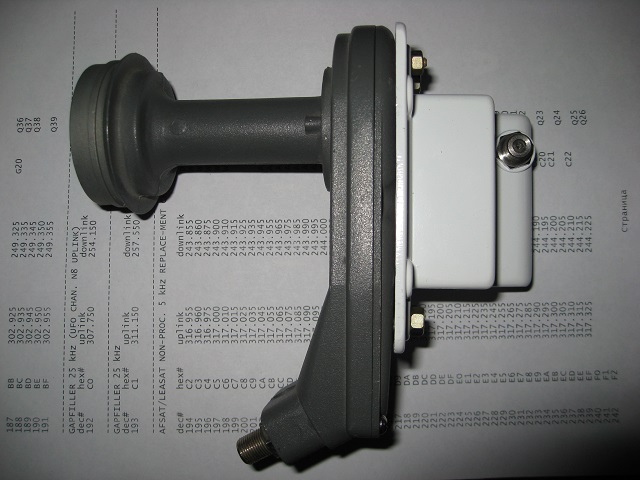 187 BB 302.925 249.325
188 BC 302.935 249.335 G20 Q36
189 BD 302.945 249.345 Q37
190 BE 302.950 249.350 Q38
191 BF 302.955 249.355
Q39
GAPFILLER 25 kHz (UFO CHAN. N8 UPLINK)
dec# hex# uplink downlink
192 C0 307.750 254.150
GAPFILLER 25 kHz
dec# hex# uplink downlink
193 C1 311.150 257.550
AFSAT/LEASAT NON-PROC. 5 kHz REPLACE-MENT
dec# hex# uplink downlink
194 C2 316.955 243.855
195 C3 316.960 243.860
196 C4 316.975 243.875
197 C5 317.000 243.900
198 C6 317.010 243.910
199 C7 317.015 243.915
200 C8 317.025 243.925
201 C9 317.035 243.935
CA 317.045 243.945
CB 317.055 243.955
CC 317.065 243.965
CD 317.075 243.975
317.085 243.985
317.090 243.990
.095 243.995
244.000
217
218 DA
219 DB
220 DC
221 DD 317.195
222 DE 317.200
223 DF 317.205
224 E0 317.210
225 E1 317.215
226 E2 317.225
227 E3 317.235
228 E4 317.245
229 E5 317.255
230 E6 317.265
231 E7 317.275
232 E8 317.285
233 E9 317.290 244.190 C20 Q23
234 EA 317.295 244.195 C21
235 EB 317.300 244.200 Q24
236 EC 317.305 244.205
237 ED 317.310 244.210 C22 Q25
238 EE 317.315 244.215 Q26
239 EF 317.325 244.225
240 F0
241 F1
242 F2
Страница